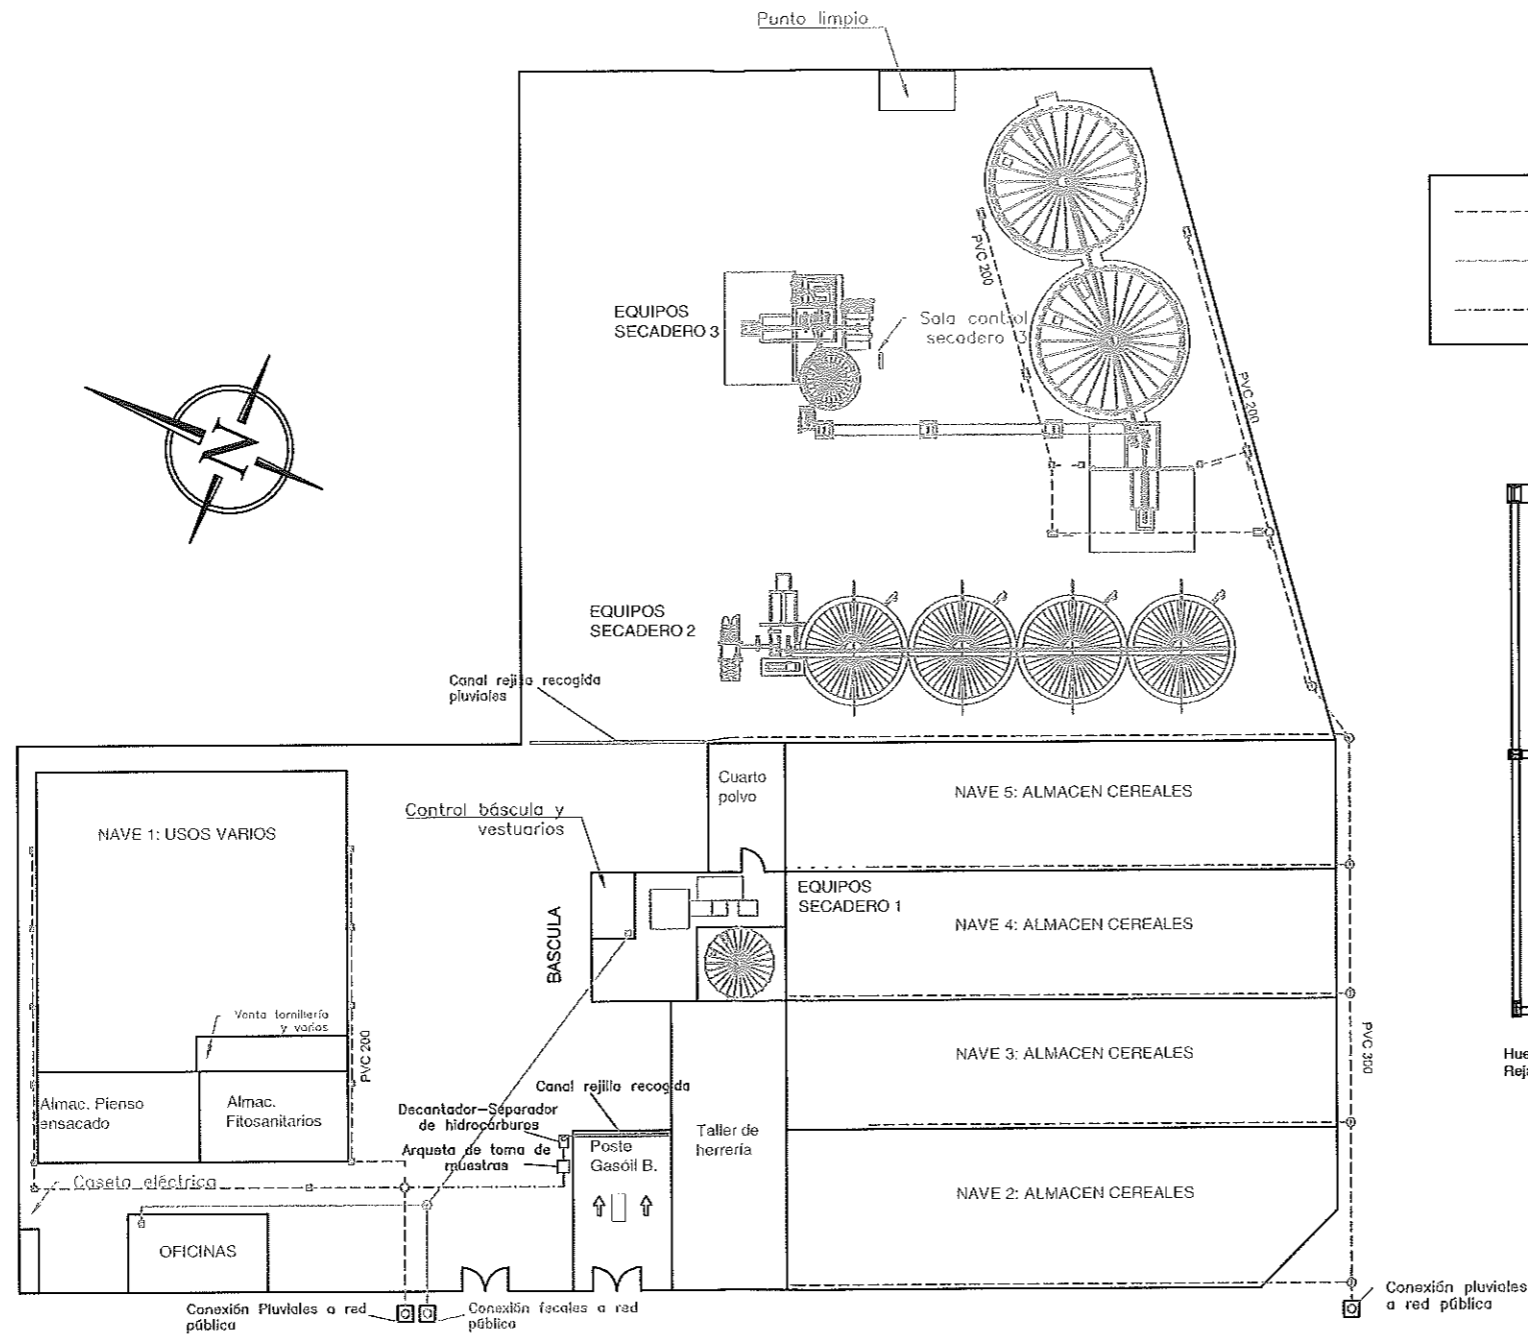 Punto limpio
PVC 200
EQUIPOS
SECADERO 3
Sala control
secadero 3
PVC 200
N
EQUIPOS
SECADERO 2
Canal rejilla recogida
pluviales
Cuarto
polvo
NAVE 5: ALMACEN CEREALES
Control báscula y
vestuarios
NAVE 1: USOS VARIOS
BASCULA
EQUIPOS
SECADERO 1
NAVE 4: ALMACEN CEREALES
Venta tornillería
y varios
PVC 200
NAVE 3: ALMACEN CEREALES
PVC 300
Hue
Reja
Almac. Pienso
ensacado
Almac.
Fitosanitarios
Canal rejilla recogida
Decantador-Separador
de hidrocarburos
Arqueta de toma de
muestras
Poste
Gasóil B.
Taller de
herrería
Caseta eléctrica
NAVE 2: ALMACEN CEREALES
OFICINAS
Conexión Pluviales a red
pública
Conexión fecales a red
pública
Conexión pluviales
a red pública